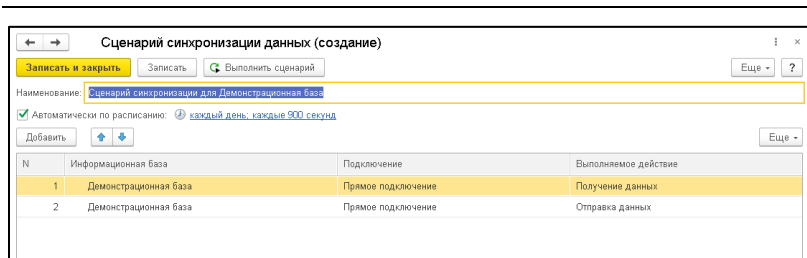 Сценарий синхронизации данных (создание)
Записать и закрыть Записать Выполнить сценарий Еще ?
Наименование: Сценарий синхронизации для Демонстрационная база
Автоматически по расписанию: каждый день; каждые 900 секунд
Добавить Еще
N Информационная база Подключение Выполняемое действие
1 Демонстрационная база Прямое подключение Получение данных
2 Демонстрационная база Прямое подключение Отправка данных